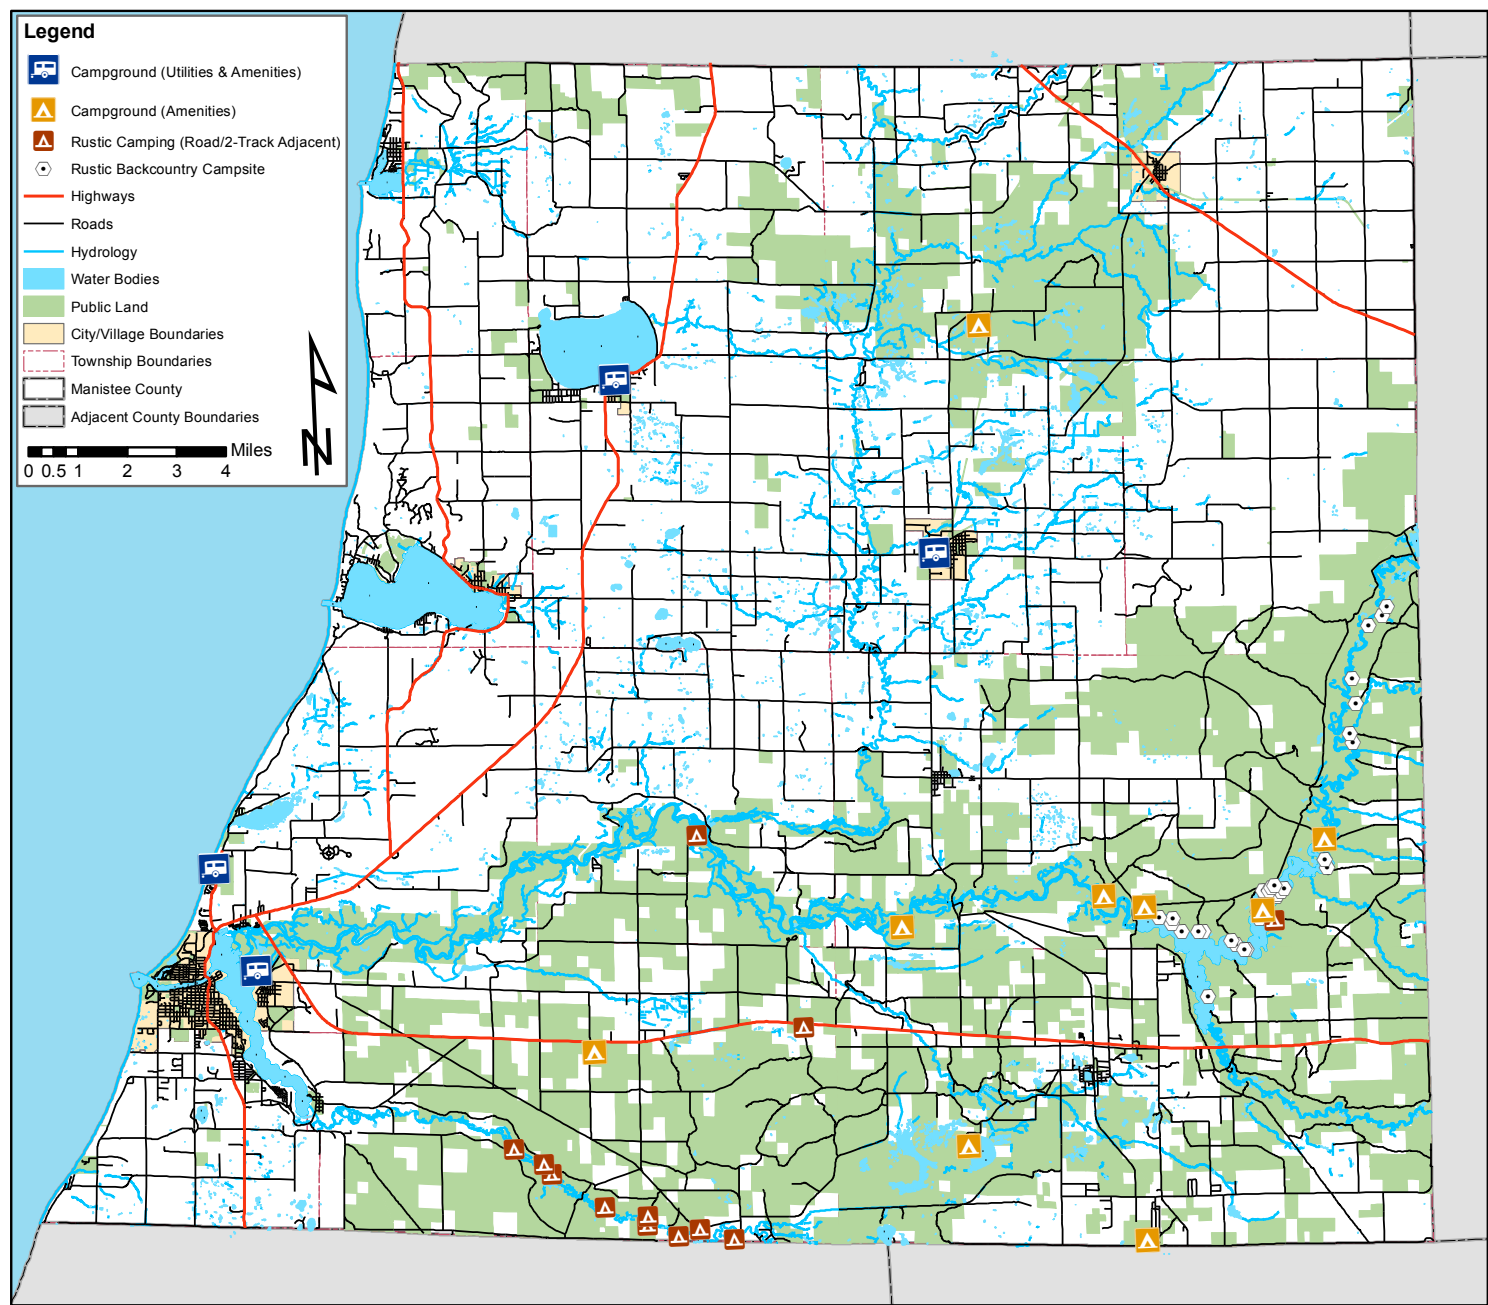 Legend
Campground (Utilities & Amenities)
Campground (Amenities)
Rustic Camping (Road/2-Track Adjacent)
Rustic Backcountry Campsite
Highways
Roads
Hydrology
Water Bodies
Public Land
City/Village Boundaries
Township Boundaries
Manistee County
Adjacent County Boundaries
Miles
0 0.5 1 2 3 4
N